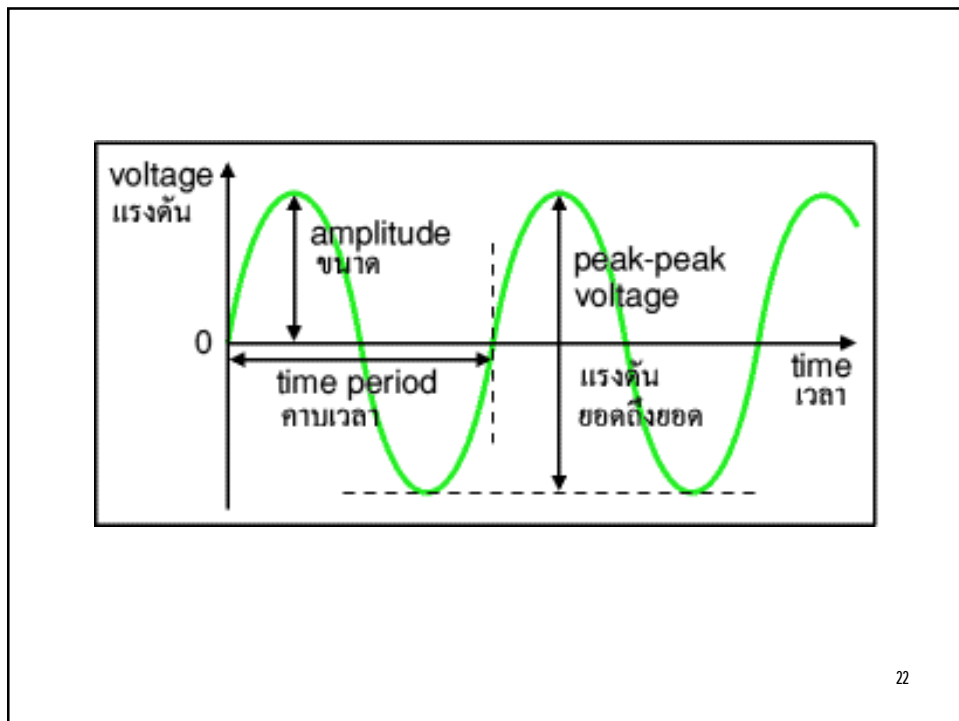 voltage
แรงดัน
amplitude
ขนาด
peak-peak
voltage
0
time period
คาบเวลา
แรงดัน
ยอดถึงยอด
time
เวลา
22